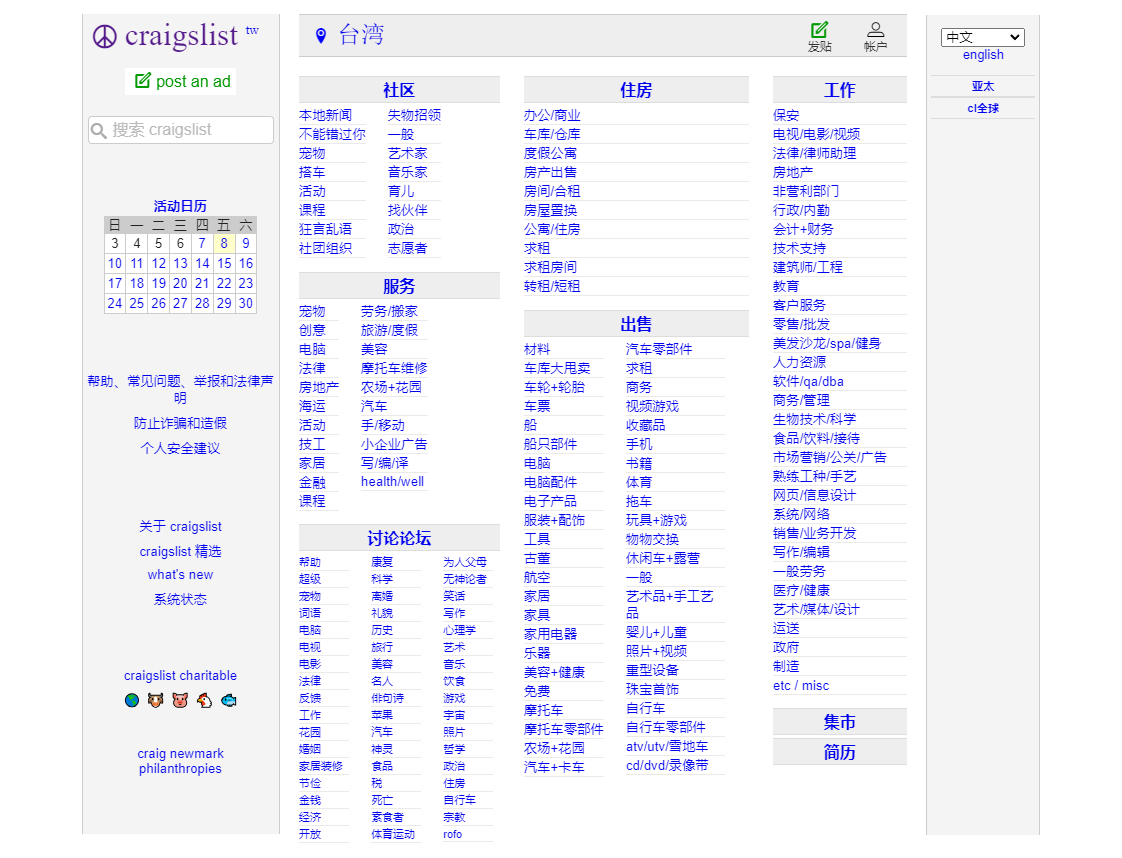 craigslist tw
post an ad
搜索 craigslist
活动日历
日 一 二 三 四 五 六
3 4 5 6 7 8 9
10 11 12 13 14 15 16
17 18 19 20 21 22 23
24 25 26 27 28 29 30
帮助、常见问题、举报和法律声
明
防止诈骗和造假
个人安全建议
关于 craigslist
craigslist 精选
what's new
系统状态
craigslist charitable
craig newmark
philanthropies
台湾
发贴
帐户
社区
本地新闻
不能错过你
宠物
搭车
活动
课程
狂言乱语
社团组织
失物招领
一般
艺术家
音乐家
育儿
找伙伴
政治
志愿者
服务
宠物
创意
电脑
法律
房地产
海运
活动
技工
家居
金融
课程
劳务/搬家
旅游/度假
美容
摩托车维修
农场+花园
汽车
手/移动
小企业广告
写/编/译
health/well
讨论论坛
帮助
超级
宠物
词语
电脑
电视
电影
法律
反馈
工作
花园
婚姻
家居装修
节俭
金钱
经济
开放
康复
科学
离婚
礼貌
历史
旅行
美容
名人
俳句诗
苹果
汽车
神灵
食品
税
死亡
素食者
体育运动
为人父母
无神论者
笑话
写作
心理学
艺术
音乐
饮食
游戏
宇宙
照片
哲学
政治
住房
自行车
宗教
rofo
住房
办公/商业
车库/仓库
度假公寓
房产出售
房间/合租
房屋置换
公寓/住房
求租
求租房间
转租/短租
出售
材料
车库大甩卖
车轮+轮胎
车票
船
船只部件
电脑
电脑配件
电子产品
服装+配饰
工具
古董
航空
家居
家具
家用电器
乐器
美容+健康
免费
摩托车
摩托车零部件
农场+花园
汽车+卡车
汽车零部件
求租
商务
视频游戏
收藏品
手机
书籍
体育
拖车
玩具+游戏
物物交换
休闲车+露营
一般
艺术品+手工艺
品
婴儿+儿童
照片+视频
重型设备
珠宝首饰
自行车
自行车零部件
atv/utv/雪地车
cd/dvd/录像带
工作
保安
电视/电影/视频
法律/律师助理
房地产
非营利部门
行政/内勤
会计+财务
技术支持
建筑师/工程
教育
客户服务
零售/批发
美发沙龙/spa/健身
人力资源
软件/qa/dba
商务/管理
生物技术/科学
食品/饮料/接待
市场营销/公关/广告
熟练工种/手艺
网页/信息设计
系统/网络
销售/业务开发
写作/编辑
一般劳务
医疗/健康
艺术/媒体/设计
运送
政府
制造
etc / misc
集市
简历
中文
english
亚太
cl全球